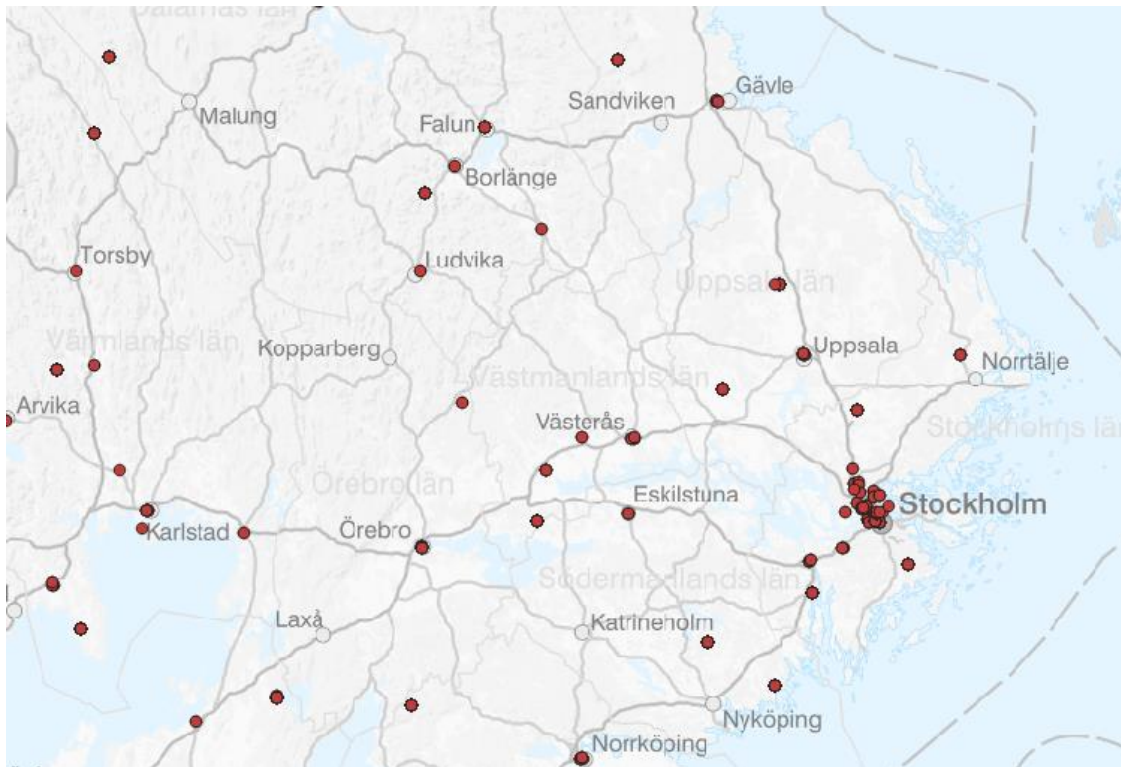 Dalarnas län
Malung
Sandviken
Gävle
Falun
Borlänge
Torsby
Ludvika
Uppsala län
Värmlands län
Kopparberg
Uppsala
Västmanlands län
Norrtälje
Arvika
Västerås
Stockholms län
Örebro län
Eskilstuna
Stockholm
Karlstad
Örebro
Södermanlands län
Laxå
Katrineholm
Nyköping
Norrköping